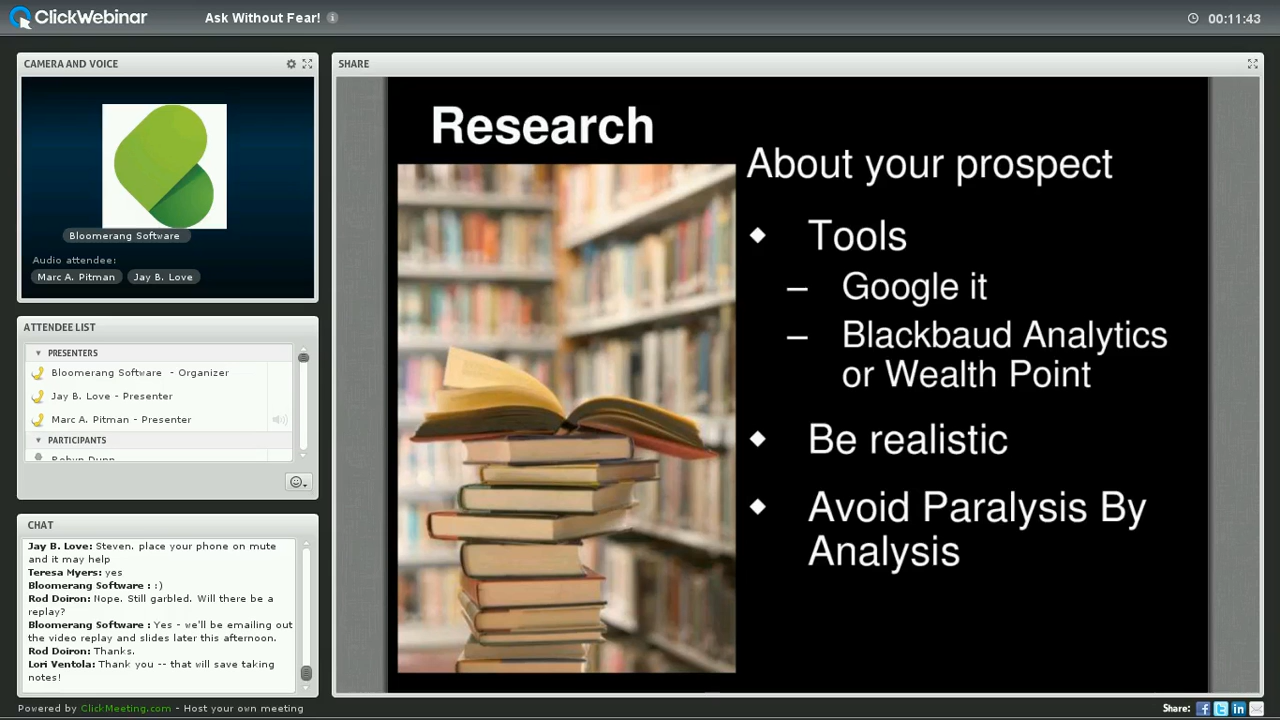 ClickWebinar
Ask Without Fear!
00:11:43
CAMERA AND VOICE
Bloomerang Software
Audio attendee:
Marc A. Pitman
Jay B. Love
ATTENDEE LIST
PRESENTERS
Bloomerang Software - Organizer
Jay B. Love - Presenter
Marc A. Pitman - Presenter
PARTICIPANTS
Robyn Dunn
CHAT
Jay B. Love: Steven. place your phone on mute
and it may help
Teresa Myers: yes
Bloomerang Software : :)
Rod Doiron: Nope. Still garbled. Will there be a
replay?
Bloomerang Software : Yes - we'll be emailing out
the video replay and slides later this afternoon.
Rod Doiron: Thanks.
Lori Ventola: Thank you -- that will save taking
notes!
SHARE
Research
About your prospect
◆ Tools
– Google it
– Blackbaud Analytics
or Wealth Point
◆ Be realistic
◆ Avoid Paralysis By
Analysis
Powered by ClickMeeting.com - Host your own meeting
Share: